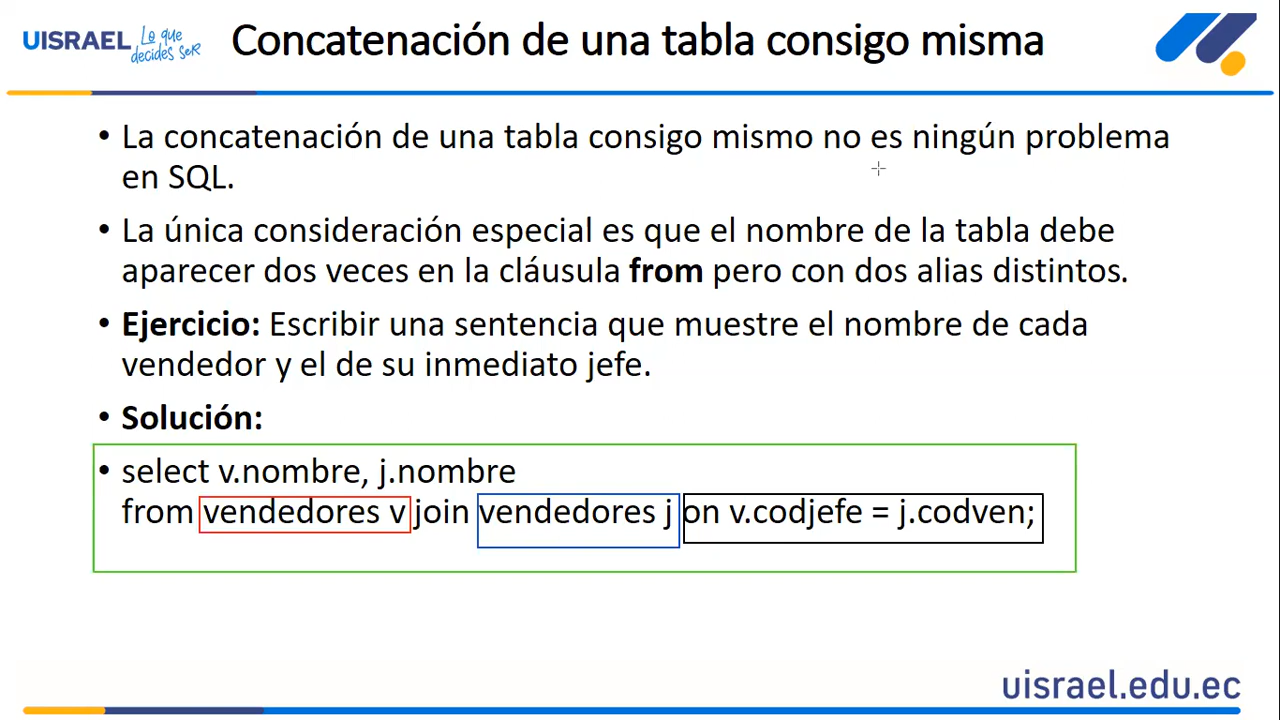 UISRAEL Lo que decides seR
Concatenación de una tabla consigo misma
• La concatenación de una tabla consigo mismo no es ningún problema
en SQL.
• La única consideración especial es que el nombre de la tabla debe
aparecer dos veces en la cláusula from pero con dos alias distintos.
• Ejercicio: Escribir una sentencia que muestre el nombre de cada
vendedor y el de su inmediato jefe.
• Solución:
• select v.nombre, j.nombre
from vendedores v join vendedores j on v.codjefe = j.codven;
uisrael.edu.ec